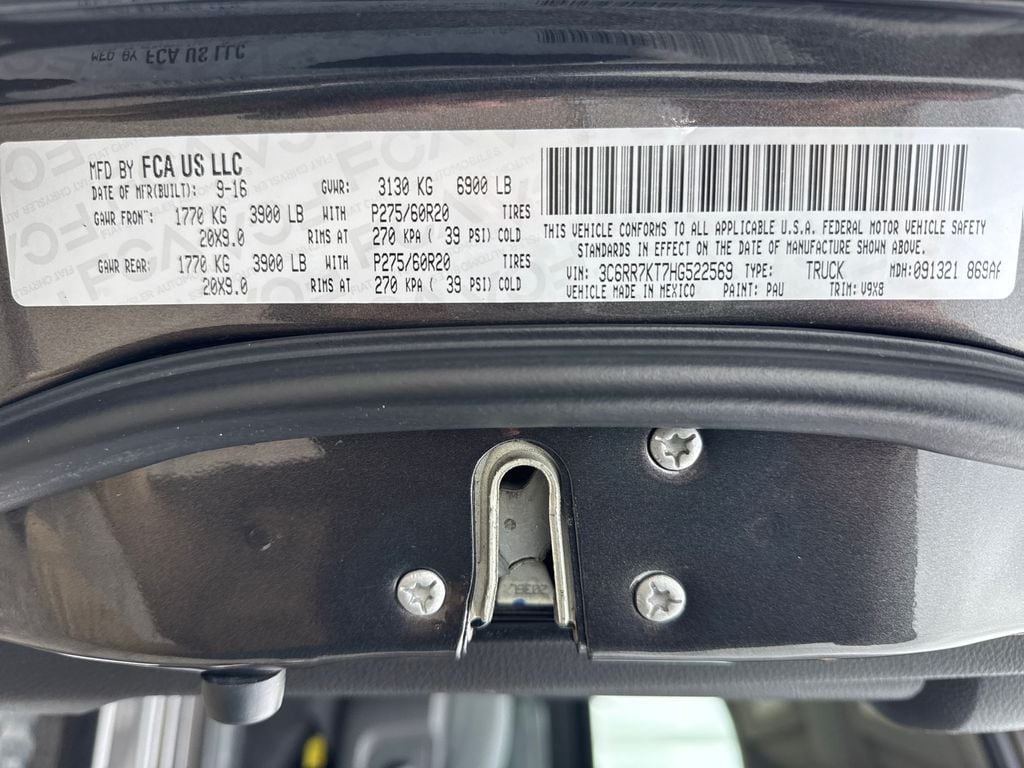 MFD BY FCA US LLC
DATE OF MFR(BUILT): 9-16 GVWR: 3130 KG 6900 LB
GAWR FRONT: 1770 KG 3900 LB WITH P275/60R20 TIRES
20X9.0 RIMS AT 270 KPA ( 39 PSI) COLD
GAWR REAR: 1770 KG 3900 LB WITH P275/60R20 TIRES
20X9.0 RIMS AT 270 KPA ( 39 PSI) COLD
THIS VEHICLE CONFORMS TO ALL APPLICABLE U.S.A. FEDERAL MOTOR VEHICLE SAFETY
STANDARDS IN EFFECT ON THE DATE OF MANUFACTURE SHOWN ABOVE.
VIN: 3C6RR7KT7HG522569 TYPE: TRUCK MDH: 091321 869AF
VEHICLE MADE IN MEXICO PAINT: PAU TRIM: V9X8